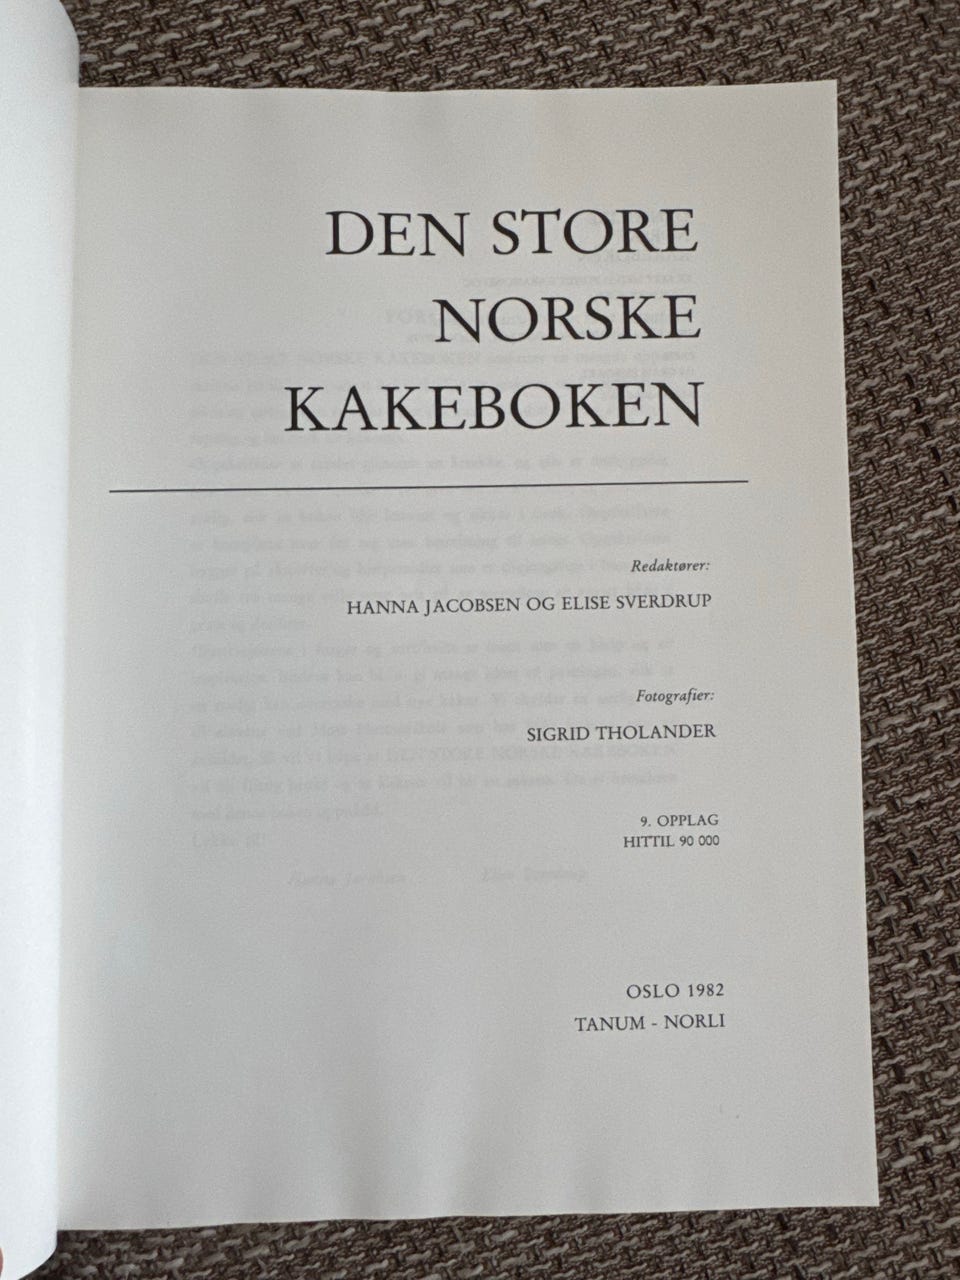 DEN STORE
NORSKE
KAKEBOKEN
Redaktører:
HANNA JACOBSEN OG ELISE SVERDRUP
Fotografier:
SIGRID THOLANDER
9. OPPLAG
HITTIL 90 000
OSLO 1982
TANUM - NORLI